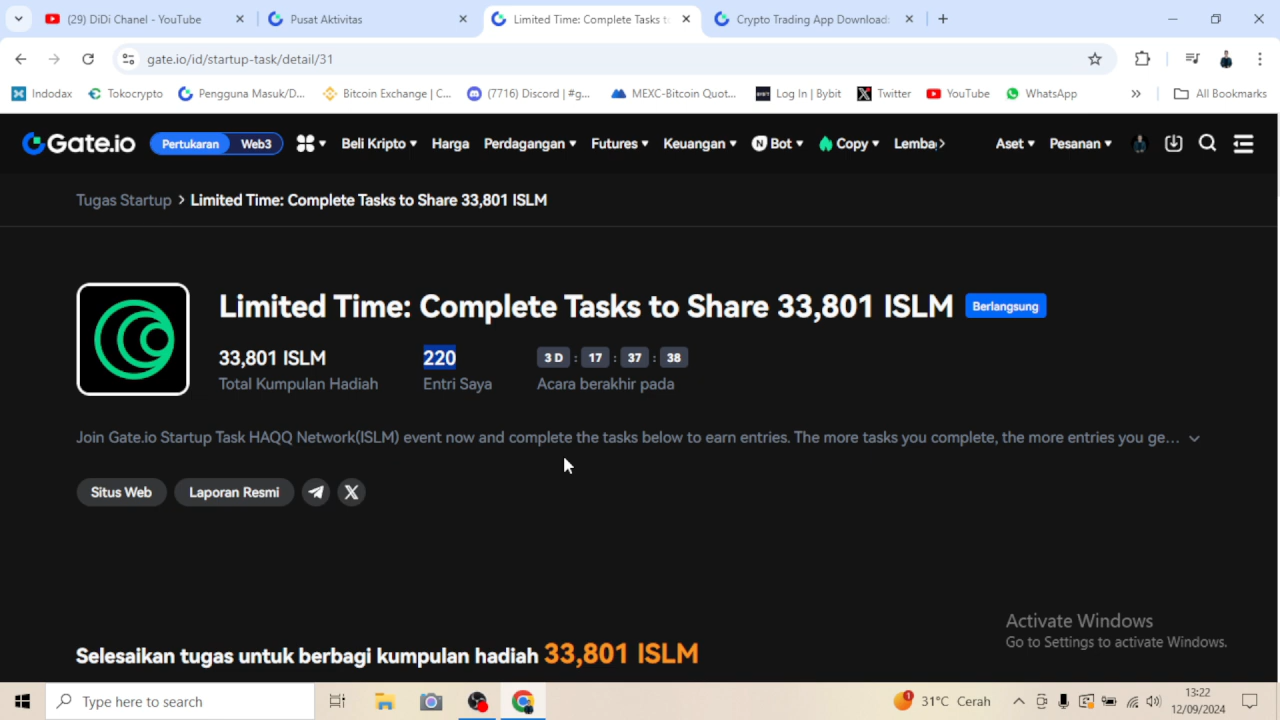 (29) DiDi Chanel - YouTube
Pusat Aktivitas
Limited Time: Complete Tasks to
Crypto Trading App Download:
gate.io/id/startup-task/detail/31
Indodax
Tokocrypto
Pengguna Masuk/D...
Bitcoin Exchange | C...
(7716) Discord | #g...
MEXC-Bitcoin Quot...
Log In | Bybit
Twitter
YouTube
WhatsApp
All Bookmarks
Gate.io
Pertukaran
Web3
Beli Kripto
Harga
Perdagangan
Futures
Keuangan
Bot
Copy
Lemba
Aset
Pesanan
Tugas Startup > Limited Time: Complete Tasks to Share 33,801 ISLM
Limited Time: Complete Tasks to Share 33,801 ISLM
Berlangsung
33,801 ISLM
220
3 D : 17 : 37 : 38
Total Kumpulan Hadiah
Entri Saya
Acara berakhir pada
Join Gate.io Startup Task HAQQ Network(ISLM) event now and complete the tasks below to earn entries. The more tasks you complete, the more entries you ge...
Situs Web
Laporan Resmi
Activate Windows
Go to Settings to activate Windows.
Selesaikan tugas untuk berbagi kumpulan hadiah 33,801 ISLM
Type here to search
1
31°C Cerah
13:22
12/09/2024